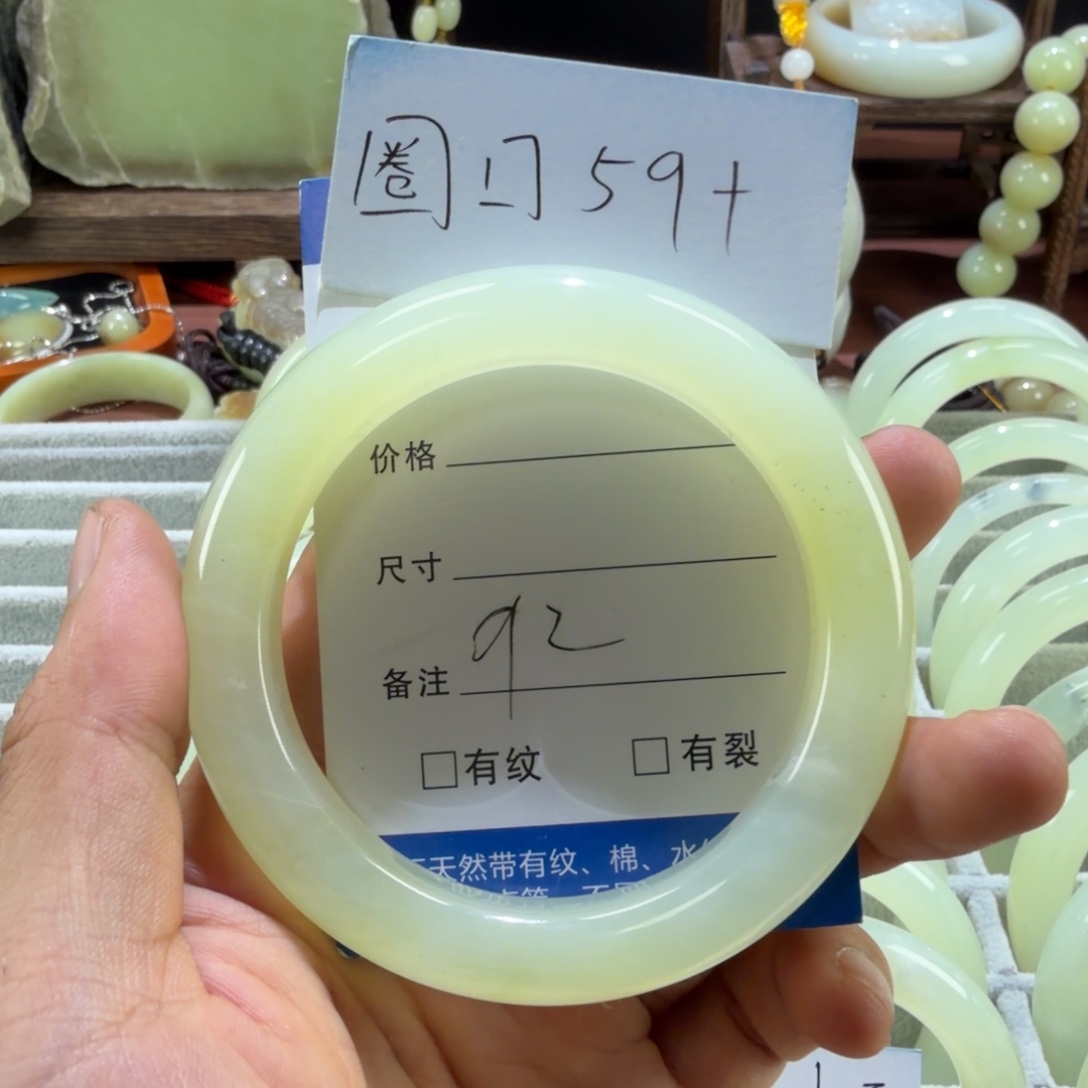 圈口59+
价格
尺寸
92
备注
□有纹 □有裂
天然带有纹、棉、水